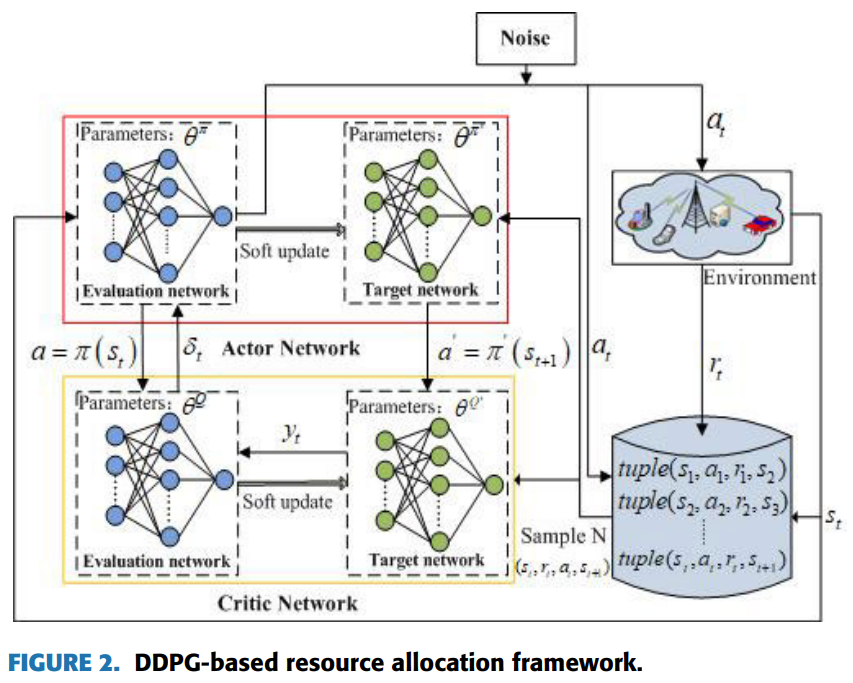 Noise
Parameters: θ^π
Parameters: θ^π'
a_t
Soft update
Evaluation network
Target network
Environment
a = π(s_t)
δ_t
Actor Network
a' = π'(s_{t+1})
a_t
r_t
Parameters: θ^Q
Parameters: θ^Q'
y_t
Soft update
Evaluation network
Target network
tuple(s_1, a_1, r_1, s_2)
tuple(s_2, a_2, r_2, s_3)
tuple(s_t, a_t, r_t, s_{t+1})
s_t
Sample N
(s_t, r_t, a_t, s_{t+1})
Critic Network
FIGURE 2. DDPG-based resource allocation framework.